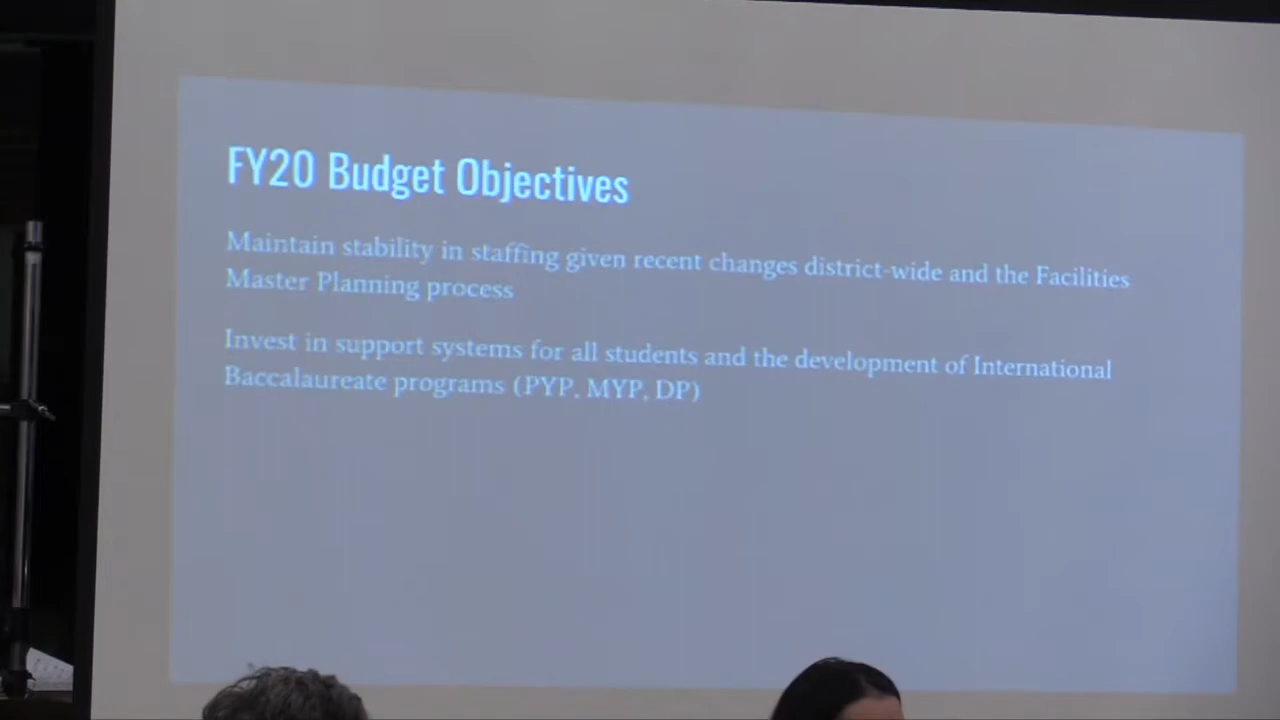 FY20 Budget Objectives
Maintain stability in staffing given recent changes district-wide and the Facilities
Master Planning process
Invest in support systems for all students and the development of International
Baccalaureate programs (PYP, MYP, DP)